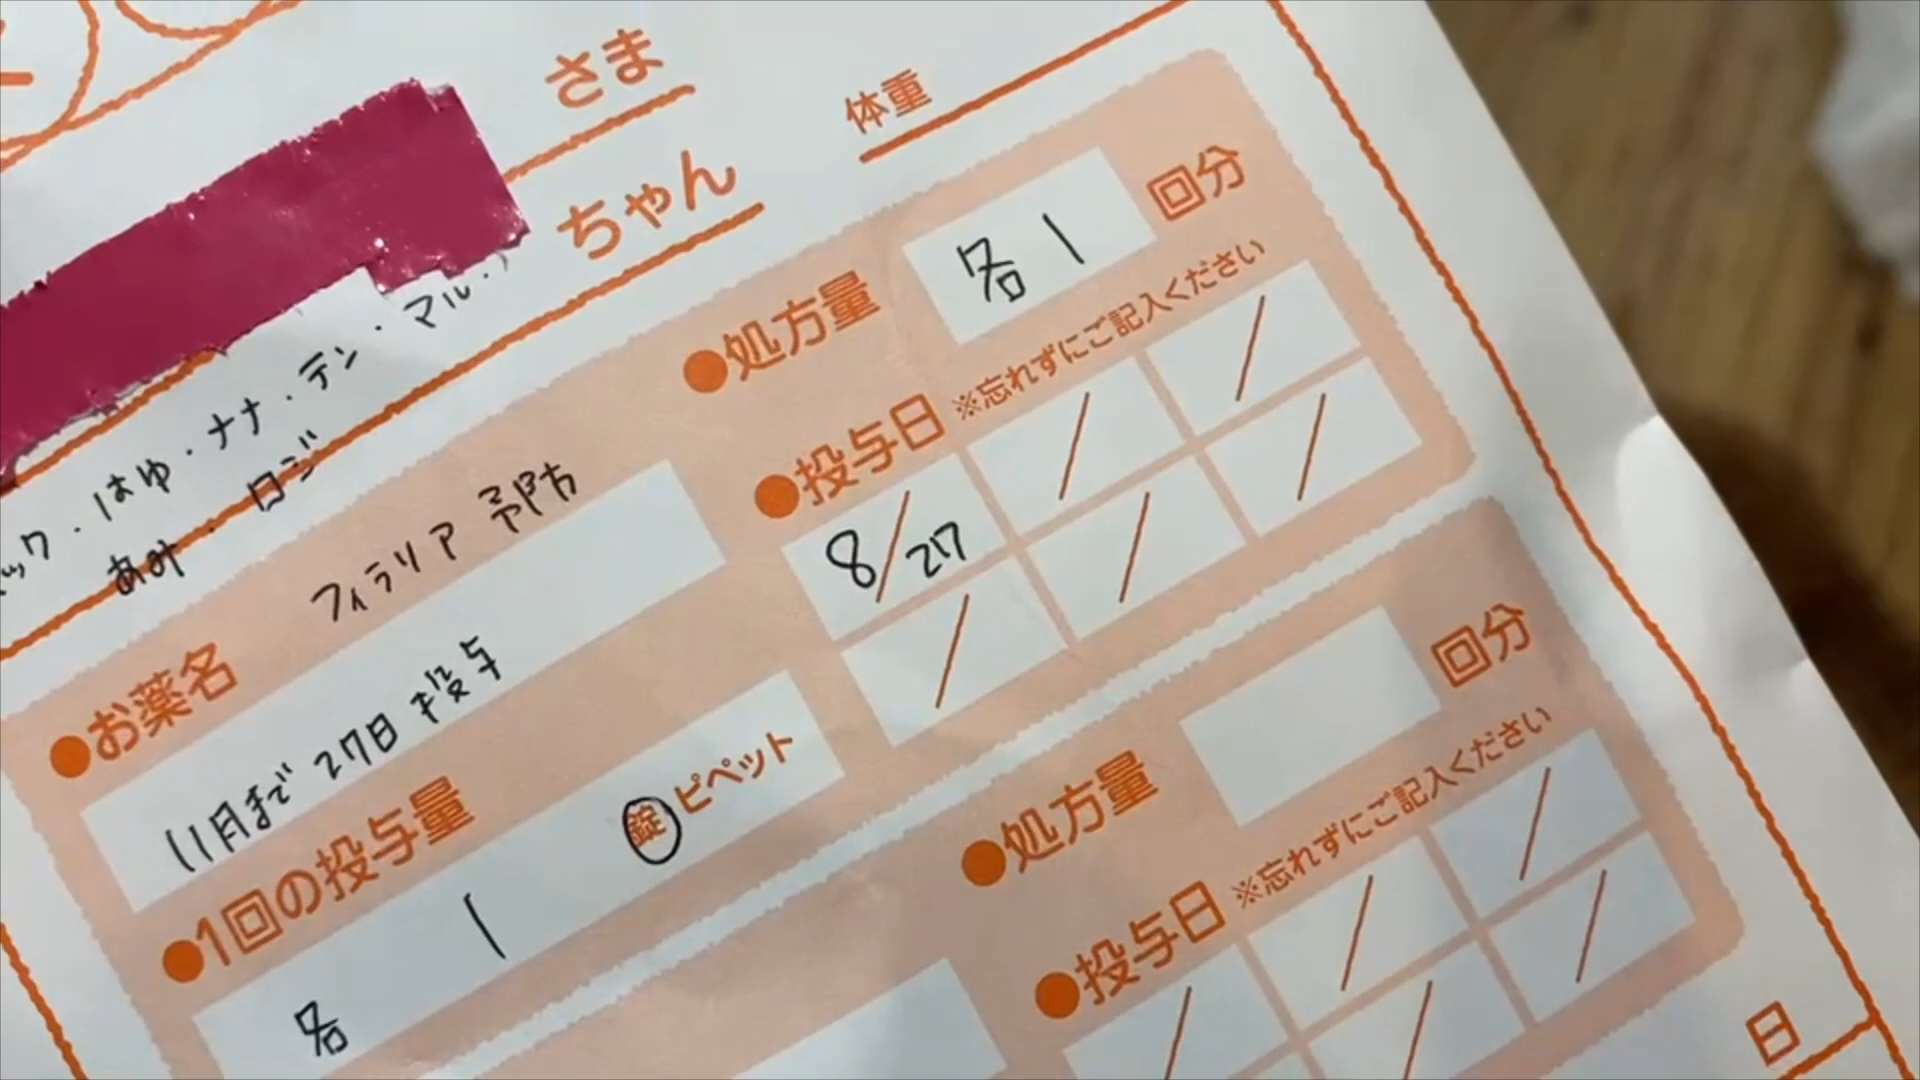 さま
体重
ちゃん
ック・はゆ・ナナ・テン・マル・
あみ・ロジ
●処方量
各1
回分
●投与日 ※忘れずにご記入ください
8/27
/
/
/
/
/
●お薬名
フィラリア 予防
11月まで 27日 投与
●1回の投与量
各 1 錠 ピペット
●処方量
回分
●投与日 ※忘れずにご記入ください
/
/
/
/
/
日